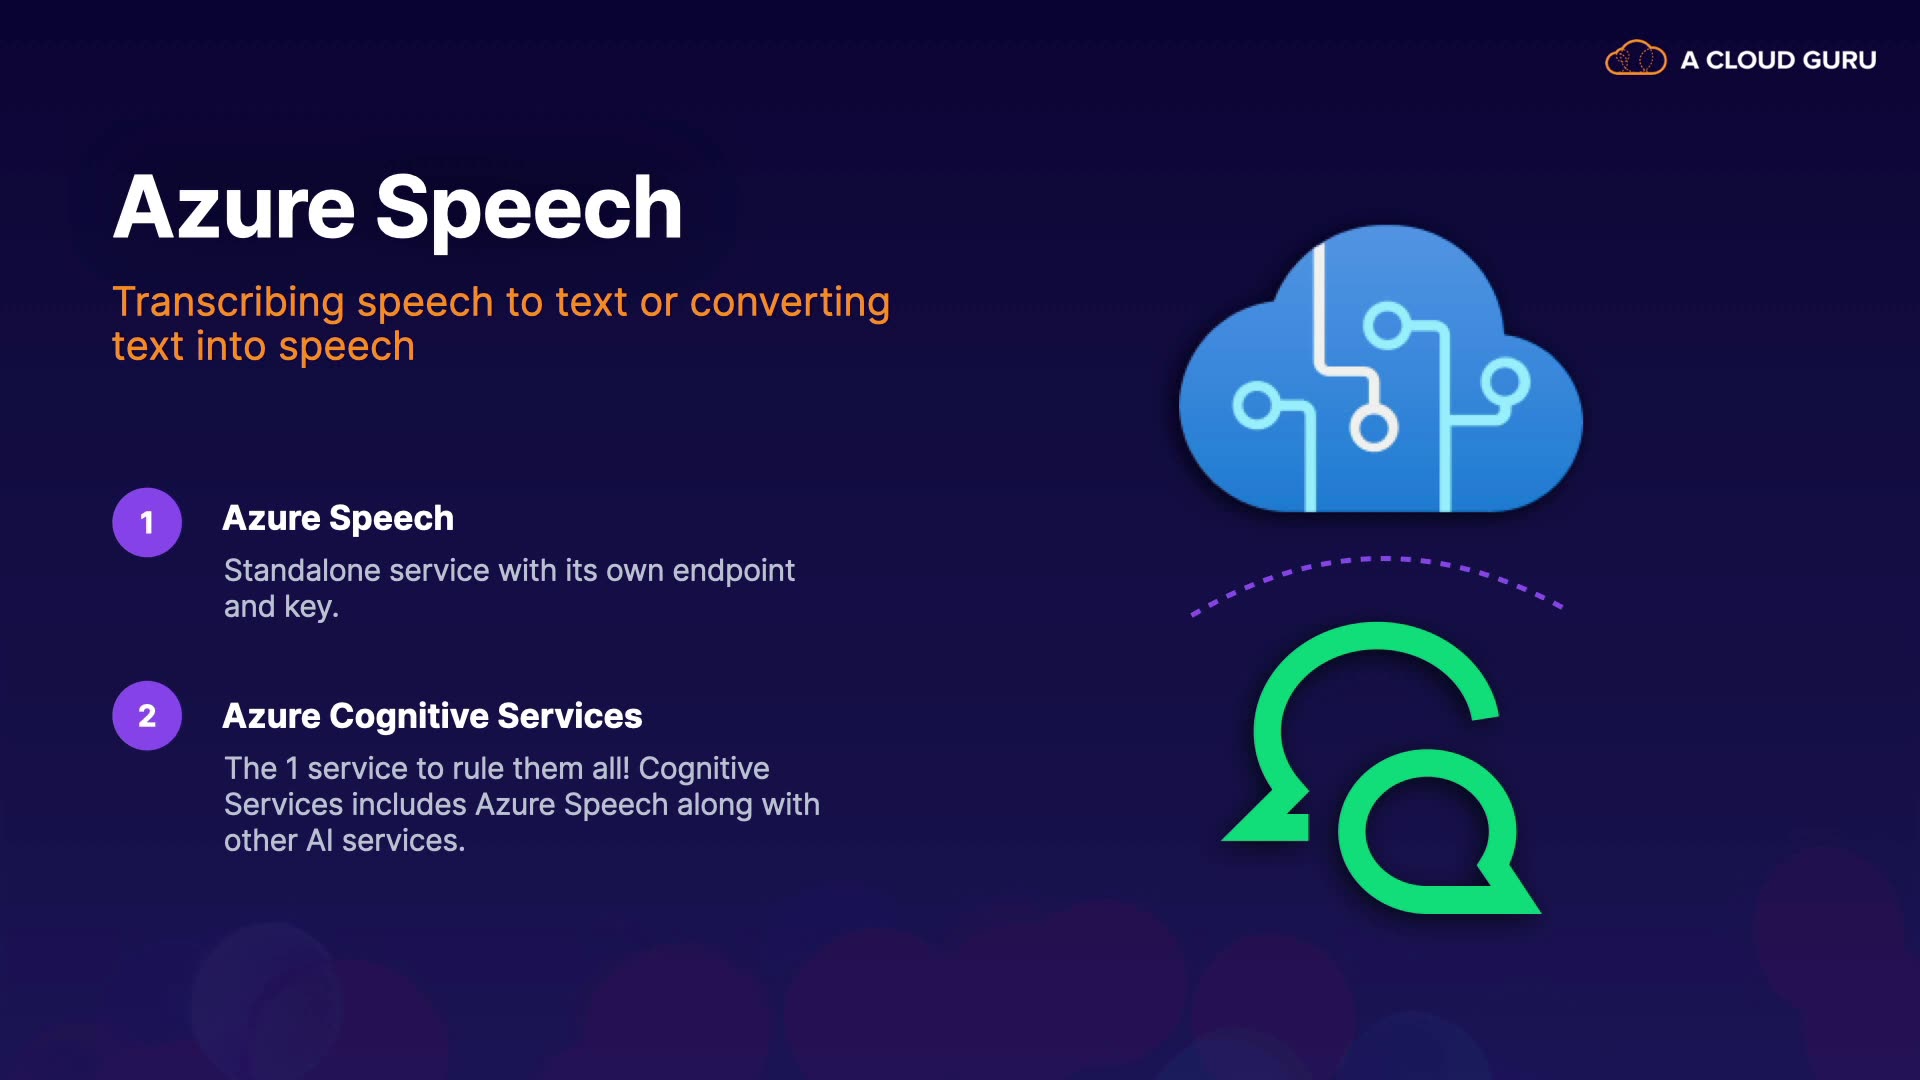 A CLOUD GURU
Azure Speech
Transcribing speech to text or converting
text into speech
1
Azure Speech
Standalone service with its own endpoint
and key.
2
Azure Cognitive Services
The 1 service to rule them all! Cognitive
Services includes Azure Speech along with
other AI services.